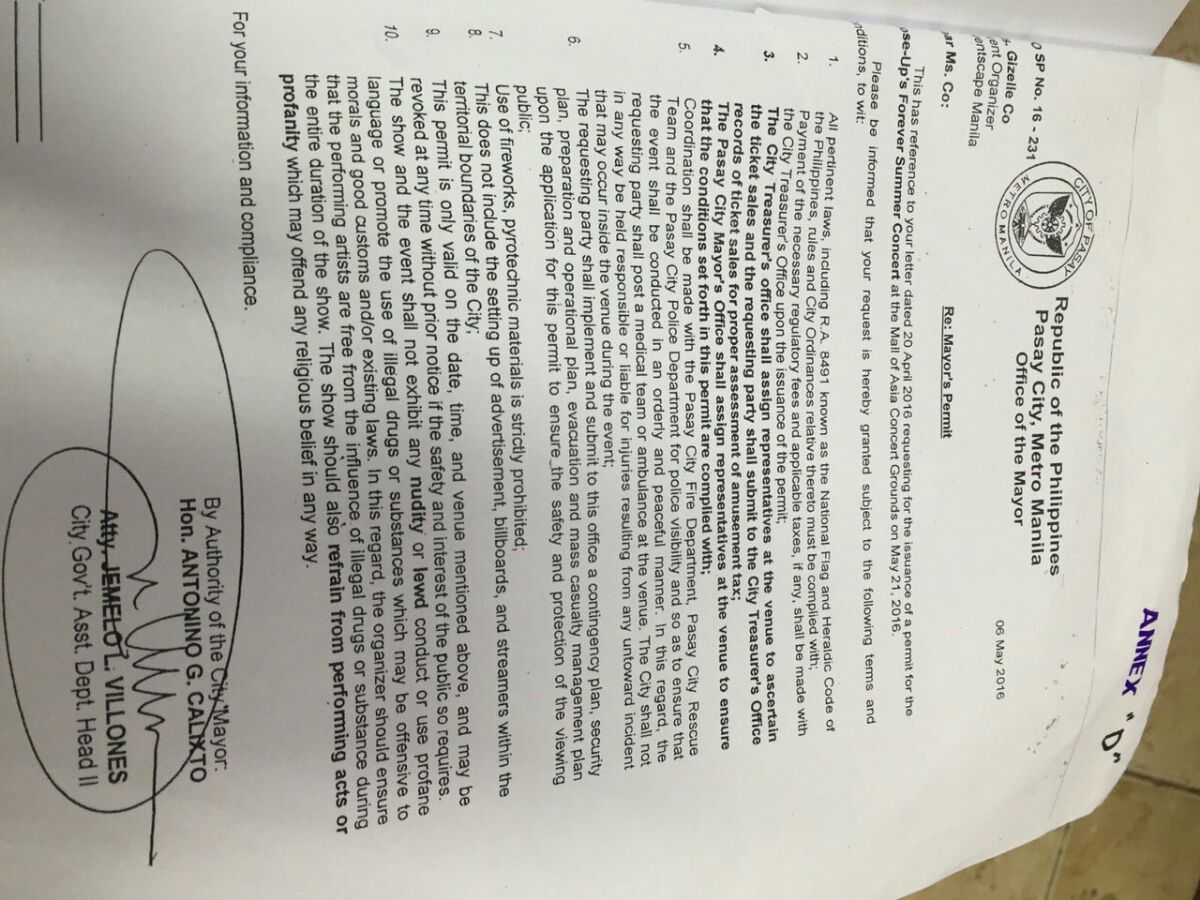 ANNEX "D"
CITY OF PASAY
METRO MANILA
Republic of the Philippines
Pasay City, Metro Manila
Office of the Mayor
SP No. 16 - 231
06 May 2016
Gizelle Co
ent Organizer
entscape Manila
ar Ms. Co:
Re: Mayor's Permit
This has reference to your letter dated 20 April 2016 requesting for the issuance of a permit for the
ose-Up's Forever Summer Concert at the Mall of Asia Concert Grounds on May 21, 2016.
Please be informed that your request is hereby granted subject to the following terms and
nditions, to wit:
1. All pertinent laws, including R.A. 8491 known as the National Flag and Heraldic Code of
the Philippines, rules and City Ordinances relative thereto must be complied with;
2. Payment of the necessary regulatory fees and applicable taxes, if any, shall be made with
the City Treasurer's Office upon the issuance of the permit;
3. The City Treasurer's office shall assign representatives at the venue to ascertain
the ticket sales and the requesting party shall submit to the City Treasurer's Office
records of ticket sales for proper assessment of amusement tax;
4. The Pasay City Mayor's Office shall assign representatives at the venue to ensure
that the conditions set forth in this permit are complied with;
5. Coordination shall be made with the Pasay City Fire Department, Pasay City Rescue
Team and the Pasay City Police Department for police visibility and so as to ensure that
the event shall be conducted in an orderly and peaceful manner. In this regard, the
requesting party shall post a medical team or ambulance at the venue. The City shall not
in any way be held responsible or liable for injuries resulting from any untoward incident
that may occur inside the venue during the event;
6. The requesting party shall implement and submit to this office a contingency plan, security
plan, preparation and operational plan, evacuation and mass casualty management plan
upon the application for this permit to ensure the safety and protection of the viewing
public;
7. Use of fireworks, pyrotechnic materials is strictly prohibited;
8. This does not include the setting up of advertisement, billboards, and streamers within the
territorial boundaries of the City;
9. This permit is only valid on the date, time, and venue mentioned above, and may be
revoked at any time without prior notice if the safety and interest of the public so requires.
10. The show and the event shall not exhibit any nudity or lewd conduct or use profane
language or promote the use of illegal drugs or substances which may be offensive to
morals and good customs and/or existing laws. In this regard, the organizer should ensure
that the performing artists are free from the influence of illegal drugs or substance during
the entire duration of the show. The show should also refrain from performing acts or
profanity which may offend any religious belief in any way.
For your information and compliance.
By Authority of the City Mayor:
Hon. ANTONINO G. CALIXTO
Atty. JEMELO L. VILLONES
City Gov't. Asst. Dept. Head II